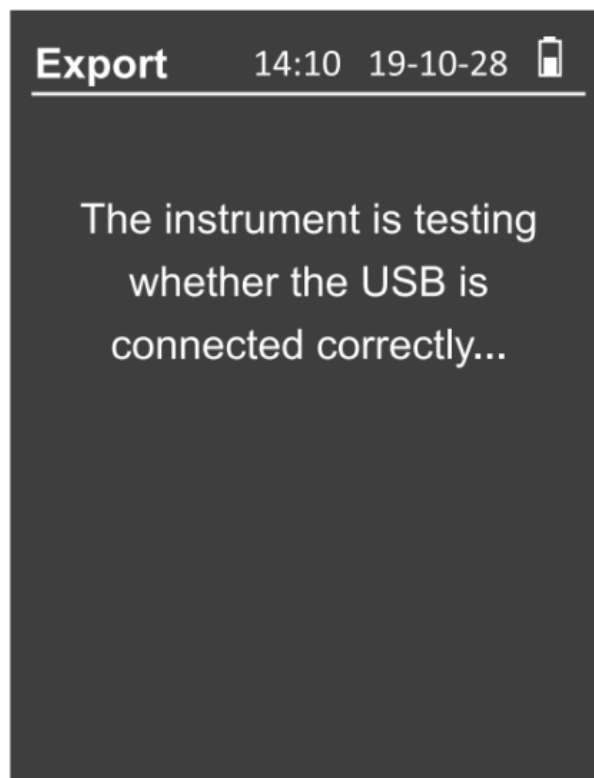 Export 14:10 19-10-28
The instrument is testing
whether the USB is
connected correctly...